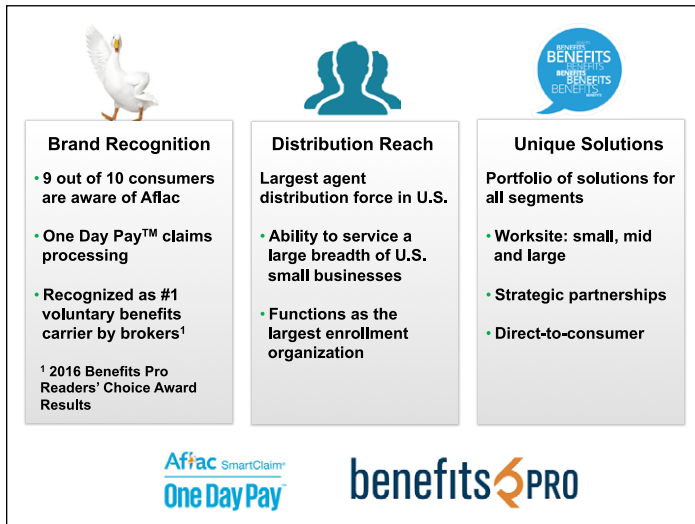 BENEFITS
BENEFITS
BENEFITS
BENEFITS
BENEFITS
BENEFITS
BENEFITS
BENEFITS
Brand Recognition
• 9 out of 10 consumers
are aware of Aflac
• One Day Pay™ claims
processing
• Recognized as #1
voluntary benefits
carrier by brokers¹
¹ 2016 Benefits Pro
Readers' Choice Award
Results
Distribution Reach
Largest agent
distribution force in U.S.
• Ability to service a
large breadth of U.S.
small businesses
• Functions as the
largest enrollment
organization
Unique Solutions
Portfolio of solutions for
all segments
• Worksite: small, mid
and large
• Strategic partnerships
• Direct-to-consumer
Aflac SmartClaim®
One Day Pay™
benefits PRO